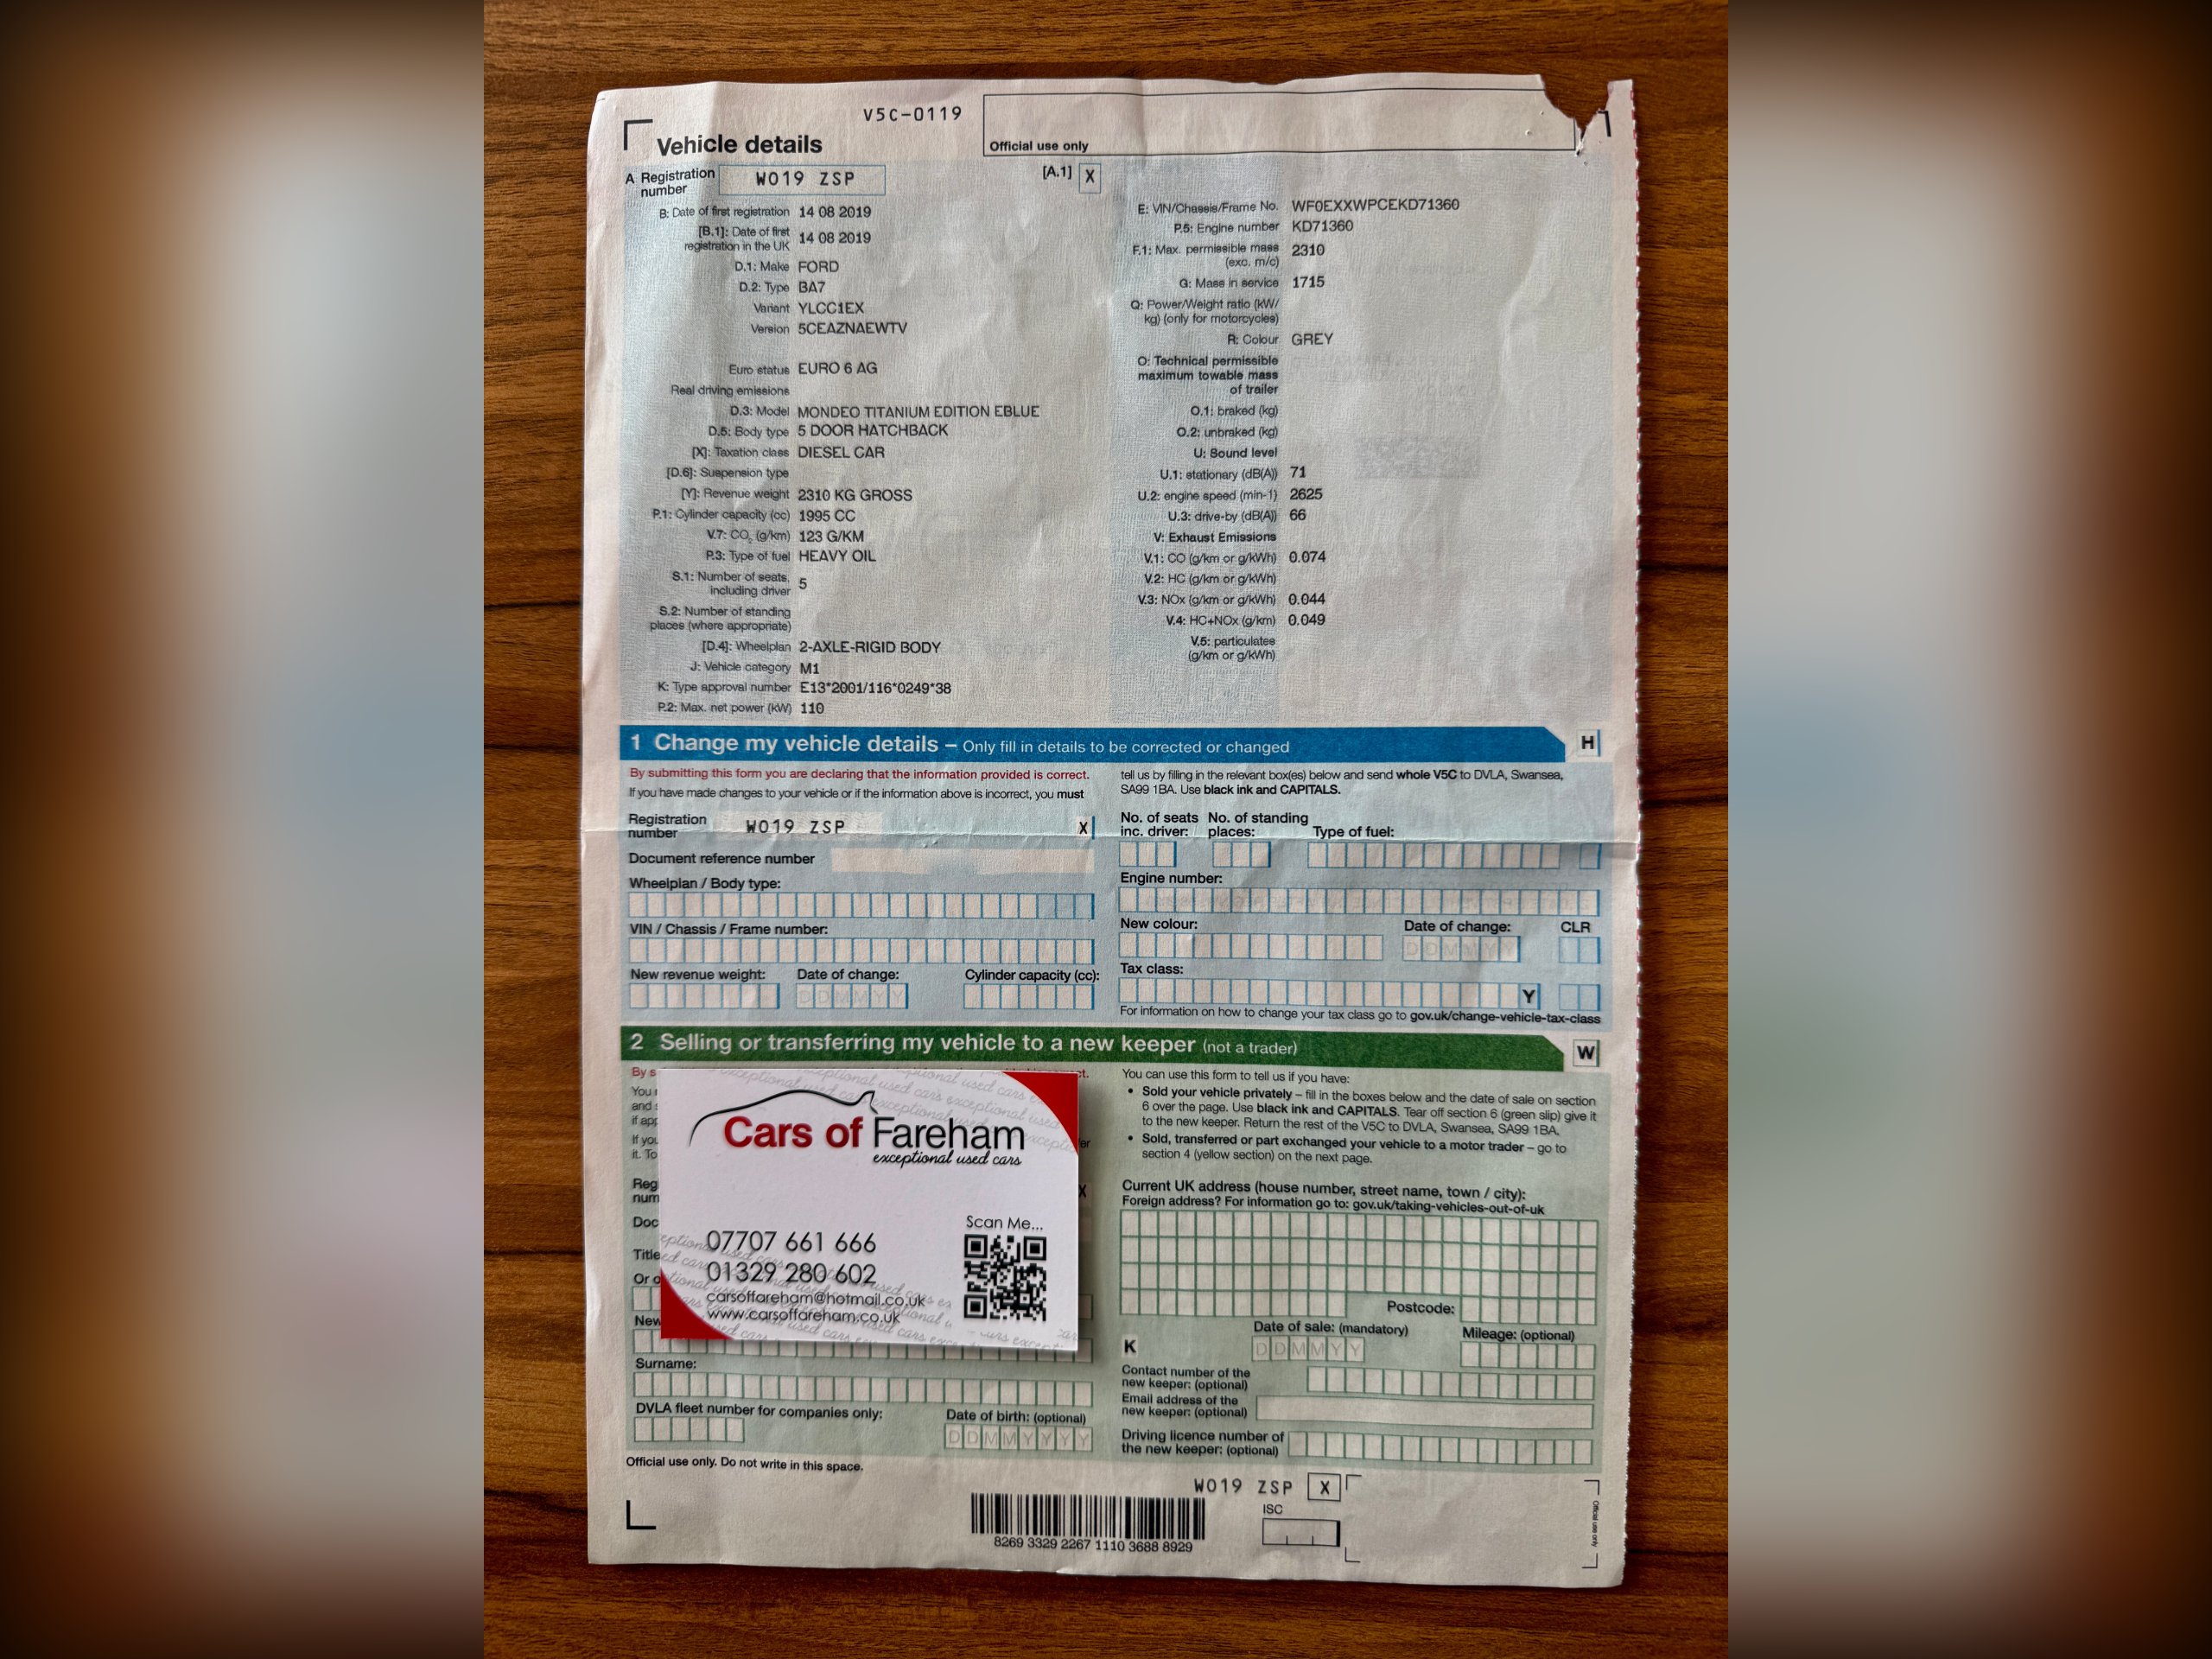 V5C-0119
Official use only
Vehicle details
A Registration number WO19 ZSP [A.1] X
B: Date of first registration 14 08 2019
[B.1]: Date of first registration in the UK 14 08 2019
D.1: Make FORD
D.2: Type BA7
Variant YLCC1EX
Version 5CEAZNAEWTV
Euro status EURO 6 AG
Real driving emissions
D.3: Model MONDEO TITANIUM EDITION EBLUE
D.5: Body type 5 DOOR HATCHBACK
[X]: Taxation class DIESEL CAR
[D.6]: Suspension type
[Y]: Revenue weight 2310 KG GROSS
P.1: Cylinder capacity (cc) 1995 CC
V.7: CO2 (g/km) 123 G/KM
P.3: Type of fuel HEAVY OIL
S.1: Number of seats, including driver 5
S.2: Number of standing places (where appropriate)
[D.4]: Wheelplan 2-AXLE-RIGID BODY
J: Vehicle category M1
K: Type approval number E13*2001/116*0249*38
P.2: Max. net power (kW) 110
E: VIN/Chassis/Frame No. WF0EXXWPCEKD71360
P.5: Engine number KD71360
F.1: Max. permissible mass (exc. m/c) 2310
G: Mass in service 1715
Q: Power/Weight ratio (kW/kg) (only for motorcycles)
R: Colour GREY
O: Technical permissible maximum towable mass of trailer
O.1: braked (kg)
O.2: unbraked (kg)
U: Sound level
U.1: stationary (dB(A)) 71
U.2: engine speed (min-1) 2625
U.3: drive-by (dB(A)) 66
V: Exhaust Emissions
V.1: CO (g/km or g/kWh) 0.074
V.2: HC (g/km or g/kWh)
V.3: NOx (g/km or g/kWh) 0.044
V.4: HC+NOx (g/km) 0.049
V.5: particulates (g/km or g/kWh)
1 Change my vehicle details – Only fill in details to be corrected or changed H
By submitting this form you are declaring that the information provided is correct.
If you have made changes to your vehicle or if the information above is incorrect, you must
tell us by filling in the relevant box(es) below and send whole V5C to DVLA, Swansea,
SA99 1BA. Use black ink and CAPITALS.
Registration number WO19 ZSP X
Document reference number
Wheelplan / Body type:
VIN / Chassis / Frame number:
New revenue weight: Date of change: Cylinder capacity (cc):
DDMMYY
No. of seats inc. driver: No. of standing places: Type of fuel:
Engine number:
New colour: Date of change: CLR
DDMMYY
Tax class:
Y
For information on how to change your tax class go to gov.uk/change-vehicle-tax-class
2 Selling or transferring my vehicle to a new keeper (not a trader) W
By s
ct.
You
and
if app
If you
it. To
Reg
num
X
Doc
Title
Or o
New
Cars of Fareham
exceptional used cars
Scan Me...
07707 661 666
01329 280 602
carsoffareham@hotmail.co.uk
www.carsoffareham.co.uk
Surname:
DVLA fleet number for companies only: Date of birth: (optional)
DDMMYYYY
You can use this form to tell us if you have:
• Sold your vehicle privately – fill in the boxes below and the date of sale on section
6 over the page. Use black ink and CAPITALS. Tear off section 6 (green slip) give it
to the new keeper. Return the rest of the V5C to DVLA, Swansea, SA99 1BA.
• Sold, transferred or part exchanged your vehicle to a motor trader – go to
section 4 (yellow section) on the next page.
Current UK address (house number, street name, town / city):
Foreign address? For information go to: gov.uk/taking-vehicles-out-of-uk
Postcode:
Date of sale: (mandatory) Mileage: (optional)
K DDMMYY
Contact number of the new keeper: (optional)
Email address of the new keeper: (optional)
Driving licence number of the new keeper: (optional)
Official use only. Do not write in this space.
WO19 ZSP X
ISC
8269 3329 2267 1110 3688 8929
Official use only